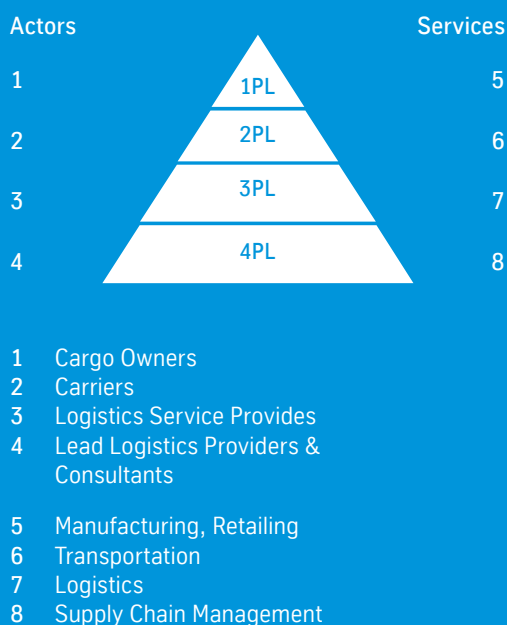 Actors Services
1 1PL 5
2 2PL 6
3 3PL 7
4 4PL 8
1 Cargo Owners
2 Carriers
3 Logistics Service Provides
4 Lead Logistics Providers &
Consultants
5 Manufacturing, Retailing
6 Transportation
7 Logistics
8 Supply Chain Management